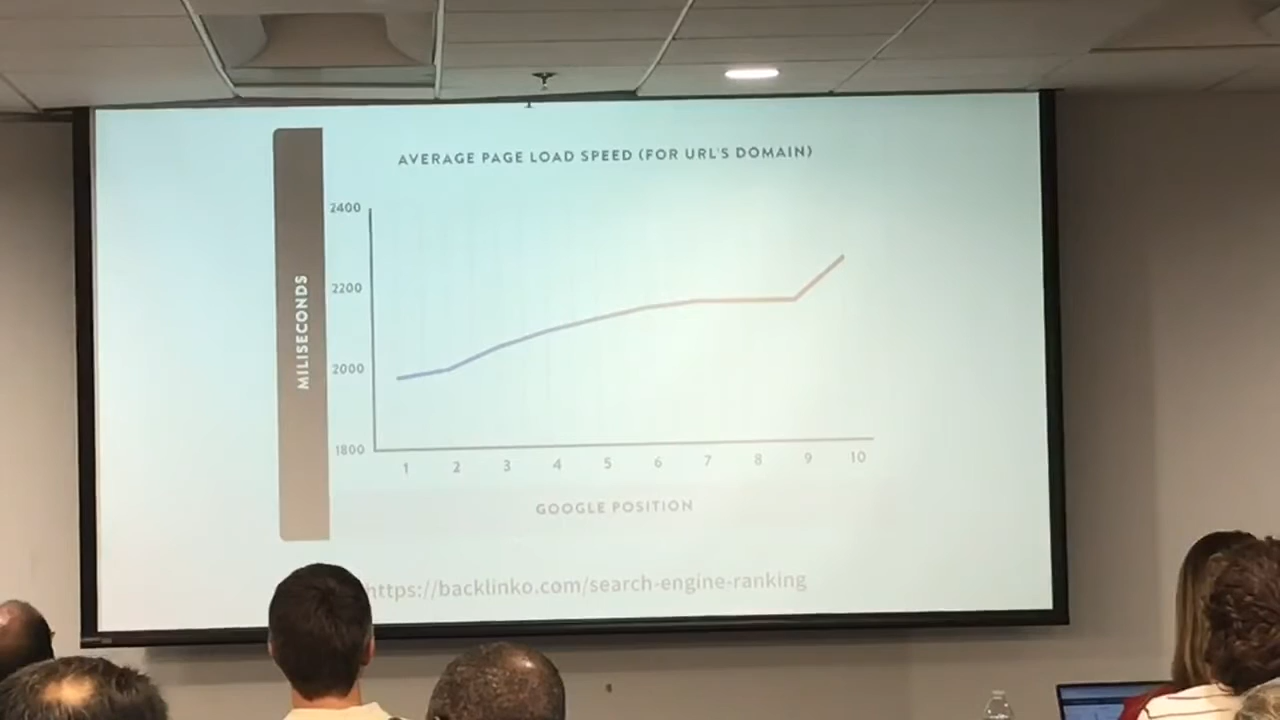 AVERAGE PAGE LOAD SPEED (FOR URL'S DOMAIN)
MILISECONDS
2400
2200
2000
1800
1 2 3 4 5 6 7 8 9 10
GOOGLE POSITION
https://backlinko.com/search-engine-ranking